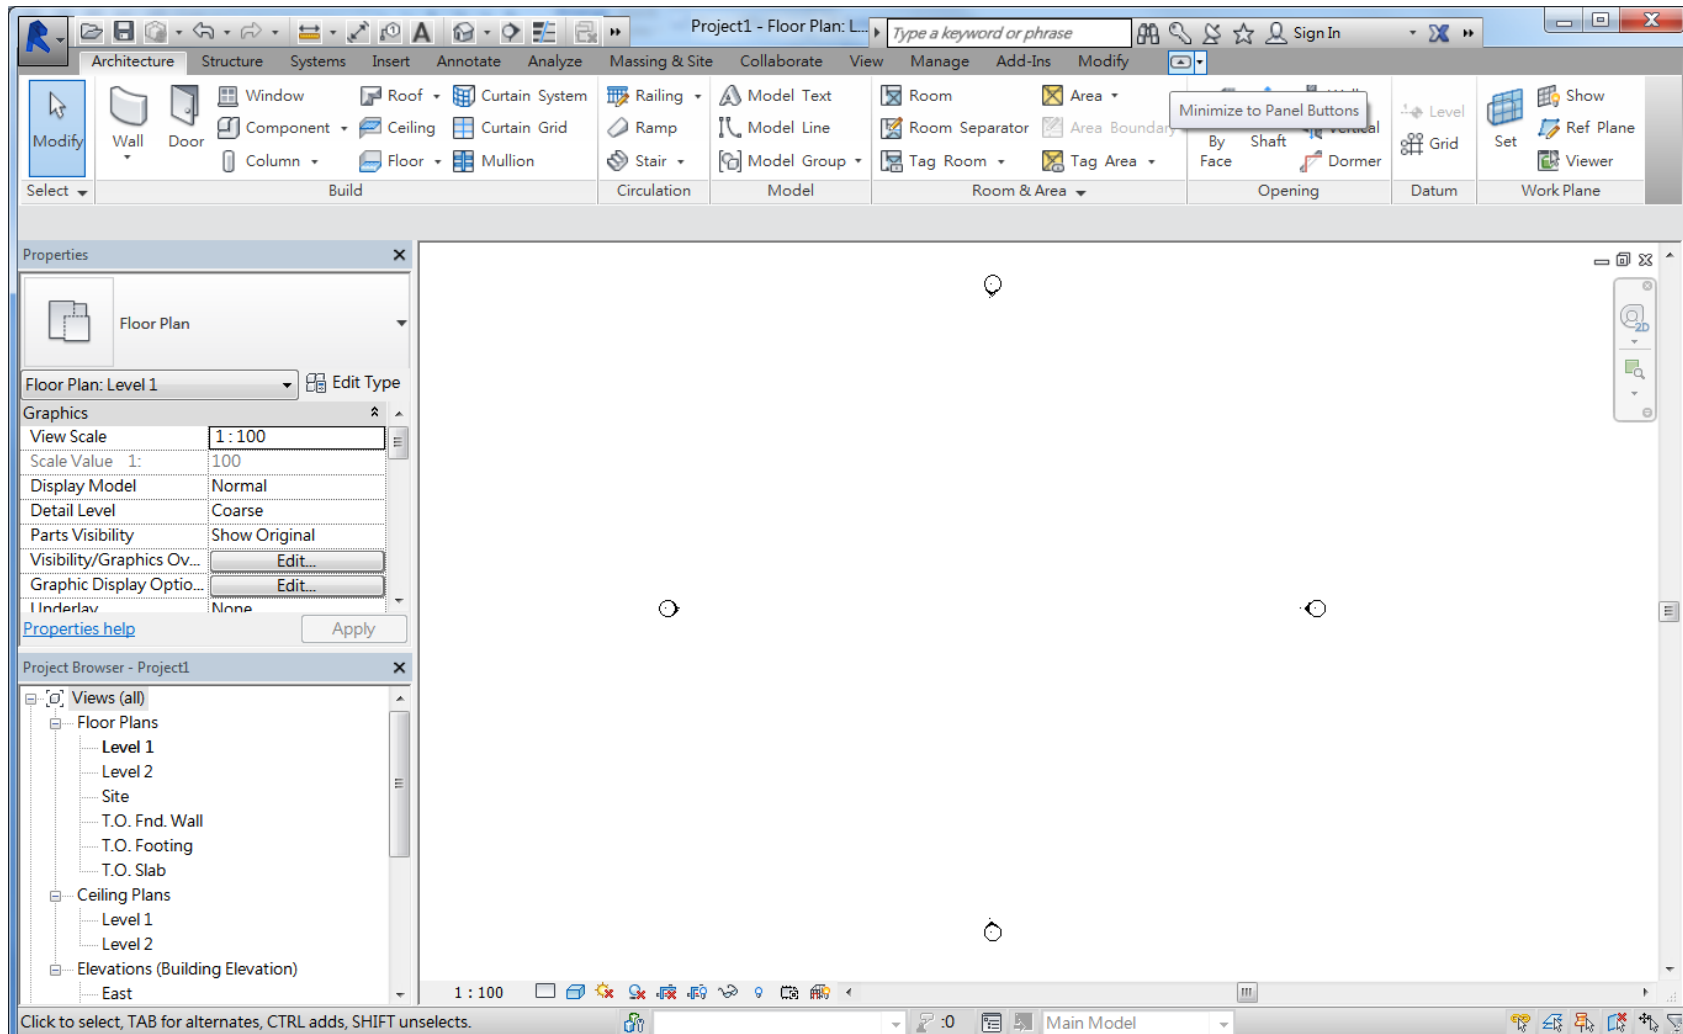 Project1 - Floor Plan: L... Type a keyword or phrase Sign In
Architecture Structure Systems Insert Annotate Analyze Massing & Site Collaborate View Manage Add-Ins Modify
Modify
Wall
Door
Window
Component
Column
Roof
Ceiling
Floor
Curtain System
Curtain Grid
Mullion
Railing
Ramp
Stair
Model Text
Model Line
Model Group
Room
Room Separator
Tag Room
Area
Area Boundary
Tag Area
Minimize to Panel Buttons
By
Face
Shaft
Vertical
Dormer
Level
Grid
Set
Show
Ref Plane
Viewer
Select Build Circulation Model Room & Area Opening Datum Work Plane
Properties
Floor Plan
Floor Plan: Level 1 Edit Type
Graphics
View Scale 1 : 100
Scale Value 1: 100
Display Model Normal
Detail Level Coarse
Parts Visibility Show Original
Visibility/Graphics Ov... Edit...
Graphic Display Optio... Edit...
Underlay None
Properties help Apply
Project Browser - Project1
Views (all)
Floor Plans
Level 1
Level 2
Site
T.O. Fnd. Wall
T.O. Footing
T.O. Slab
Ceiling Plans
Level 1
Level 2
Elevations (Building Elevation)
East
2D
1 : 100
Click to select, TAB for alternates, CTRL adds, SHIFT unselects. :0 Main Model